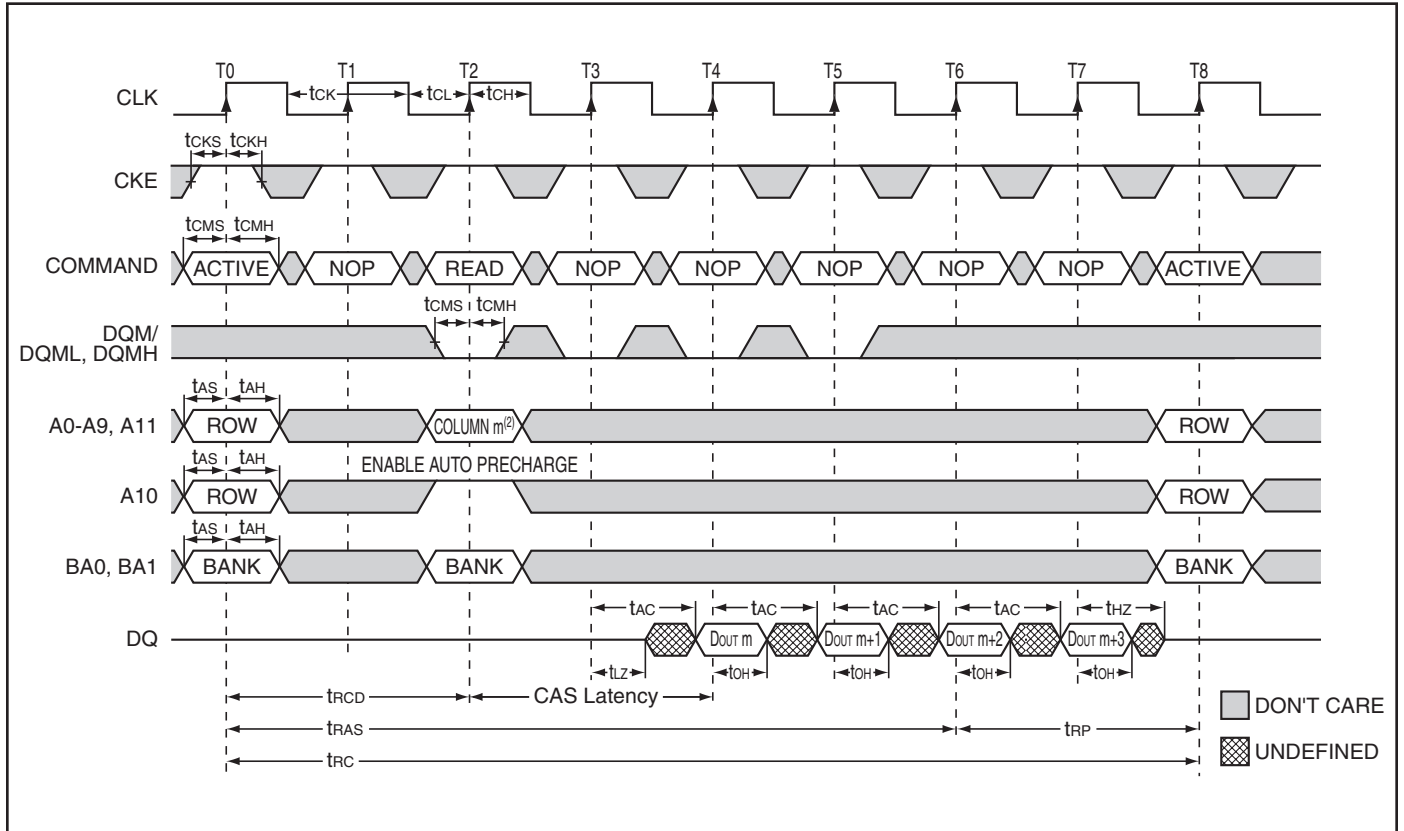 T0 T1 T2 T3 T4 T5 T6 T7 T8
CLK tCK tCL tCH
tCKS tCKH
CKE
tCMS tCMH
COMMAND ACTIVE NOP READ NOP NOP NOP NOP NOP ACTIVE
tCMS tCMH
DQM/
DQML, DQMH
tAS tAH
A0-A9, A11 ROW COLUMN m(2) ROW
tAS tAH ENABLE AUTO PRECHARGE
A10 ROW ROW
tAS tAH
BA0, BA1 BANK BANK BANK
tAC tAC tAC tAC tHZ
DQ DOUT m DOUT m+1 DOUT m+2 DOUT m+3
tLZ tOH tOH tOH tOH
tRCD CAS Latency
DON'T CARE
tRAS tRP
UNDEFINED
tRC